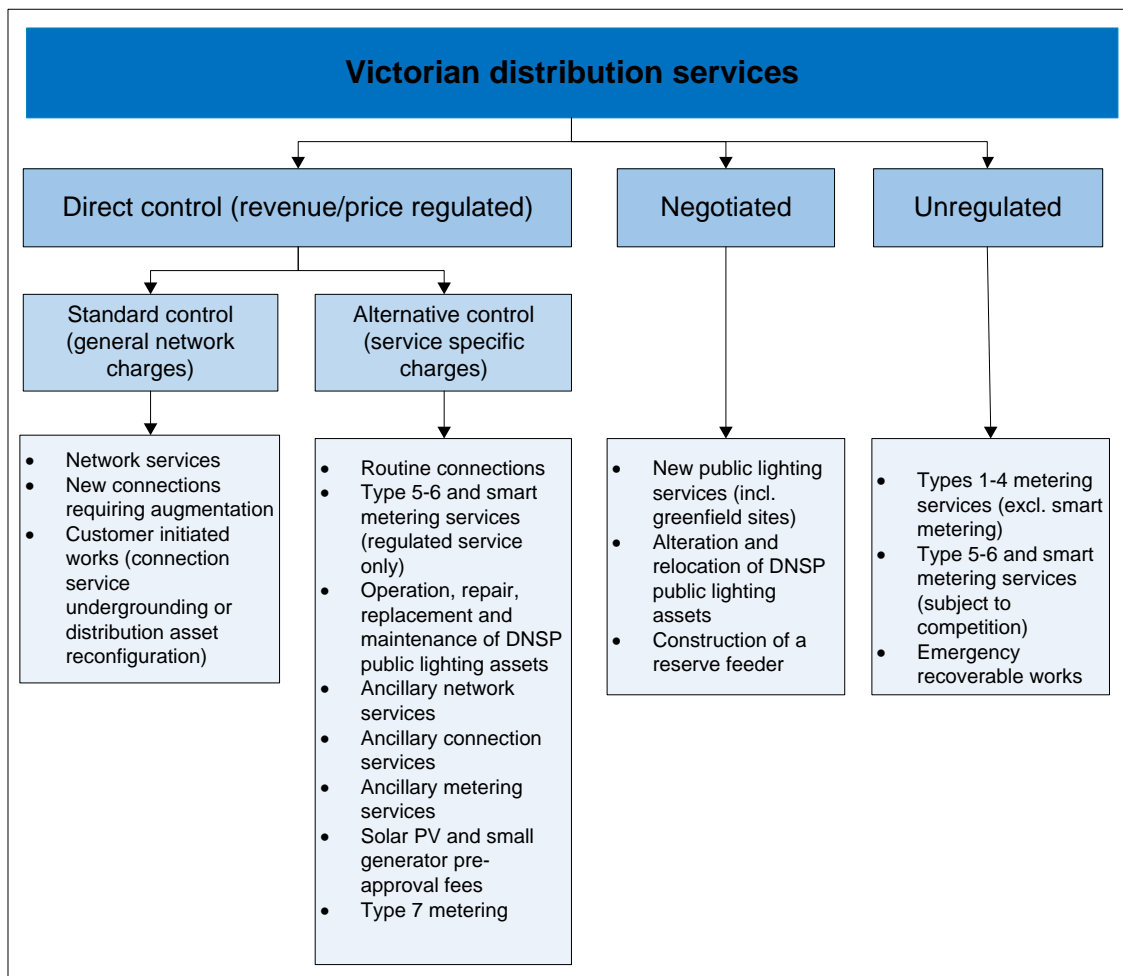 Victorian distribution services
Direct control (revenue/price regulated)
Negotiated
Unregulated
Standard control
(general network
charges)
Alternative control
(service specific
charges)
• Network services
• New connections
requiring augmentation
• Customer initiated
works (connection
service
undergrounding or
distribution asset
reconfiguration)
• Routine connections
• Type 5-6 and smart
metering services
(regulated service
only)
• Operation, repair,
replacement and
maintenance of DNSP
public lighting assets
• Ancillary network
services
• Ancillary connection
services
• Ancillary metering
services
• Solar PV and small
generator pre-
approval fees
• Type 7 metering
• New public lighting
services (incl.
greenfield sites)
• Alteration and
relocation of DNSP
public lighting
assets
• Construction of a
reserve feeder
• Types 1-4 metering
services (excl. smart
metering)
• Type 5-6 and smart
metering services
(subject to
competition)
• Emergency
recoverable works